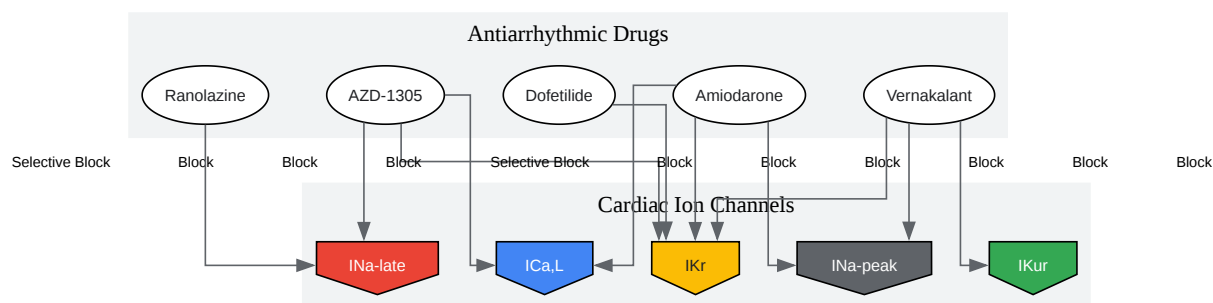 Antiarrhythmic Drugs
Ranolazine
AZD-1305
Dofetilide
Amiodarone
Vernakalant
Selective Block
Block
Block
Block
Selective Block
Block
Block
Block
Block
Block
Block
Cardiac Ion Channels
INa-late
ICa,L
IKr
INa-peak
IKur